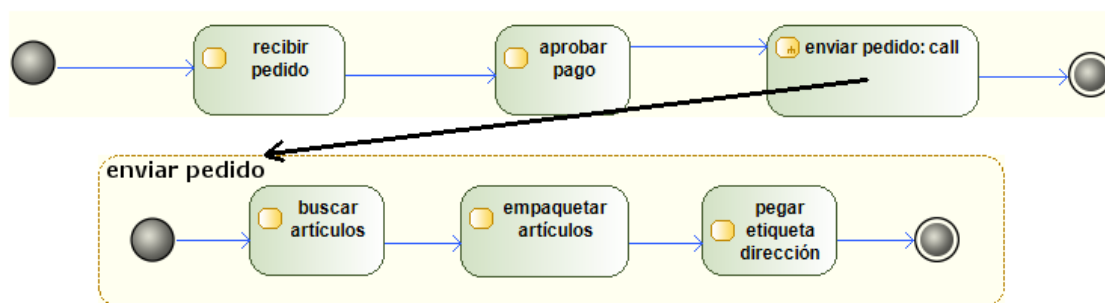 recibir
pedido
aprobar
pago
enviar pedido: call
enviar pedido
buscar
artículos
empaquetar
artículos
pegar
etiqueta
dirección